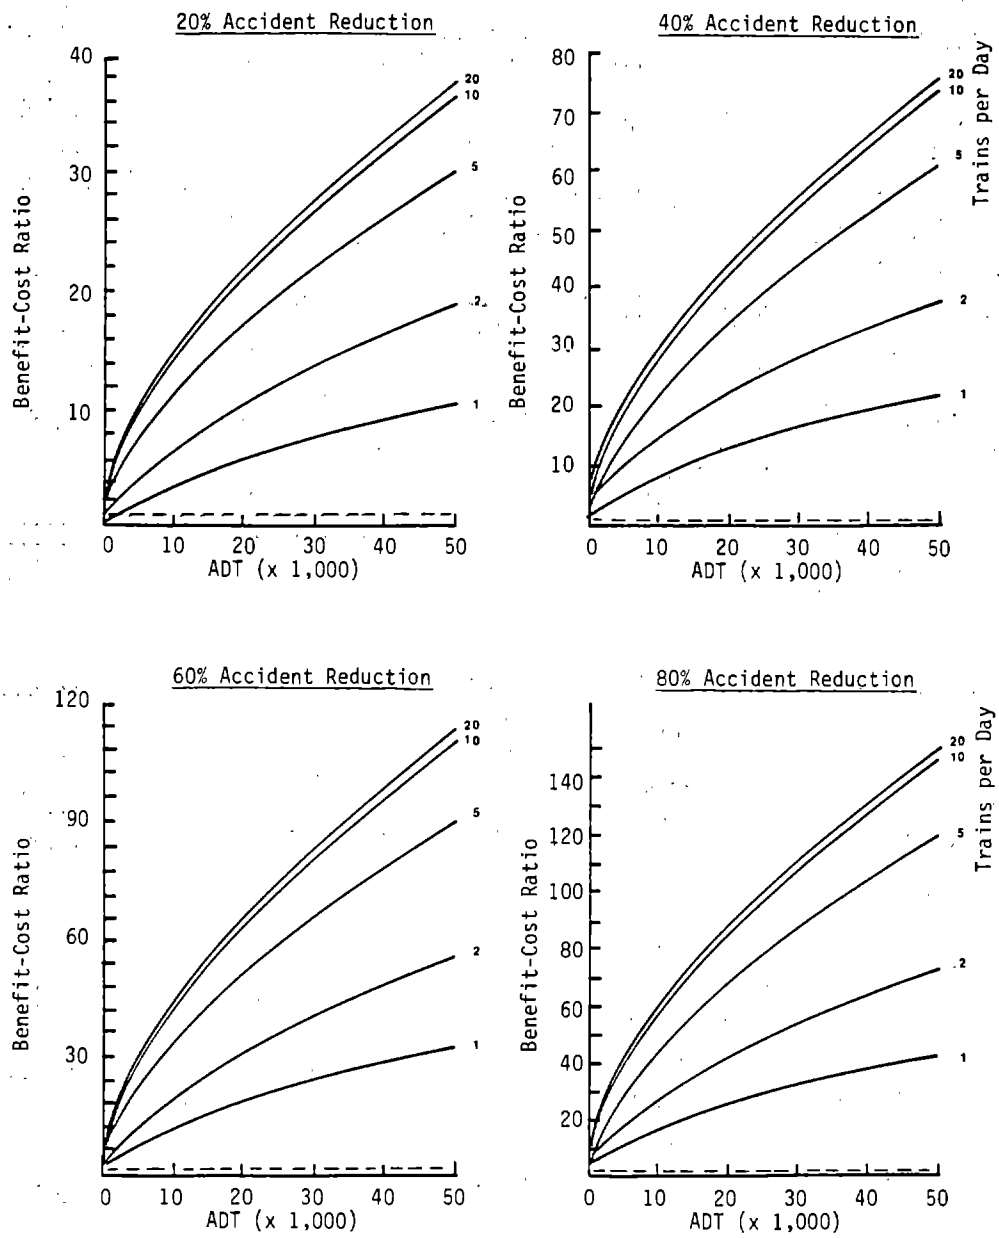 20% Accident Reduction
Benefit-Cost Ratio
40
30
20
10
20
10
5
2
1
0 10 20 30 40 50
ADT (x 1,000)
40% Accident Reduction
Benefit-Cost Ratio
80
70
60
50
40
30
20
10
20
10
5
2
1
Trains per Day
0 10 20 30 40 50
ADT (x 1,000)
60% Accident Reduction
Benefit-Cost Ratio
120
90
60
30
20
10
5
2
1
0 10 20 30 40 50
ADT (x 1,000)
80% Accident Reduction
Benefit-Cost Ratio
140
120
100
80
60
40
20
20
10
5
2
1
Trains per Day
0 10 20 30 40 50
ADT (x 1,000)